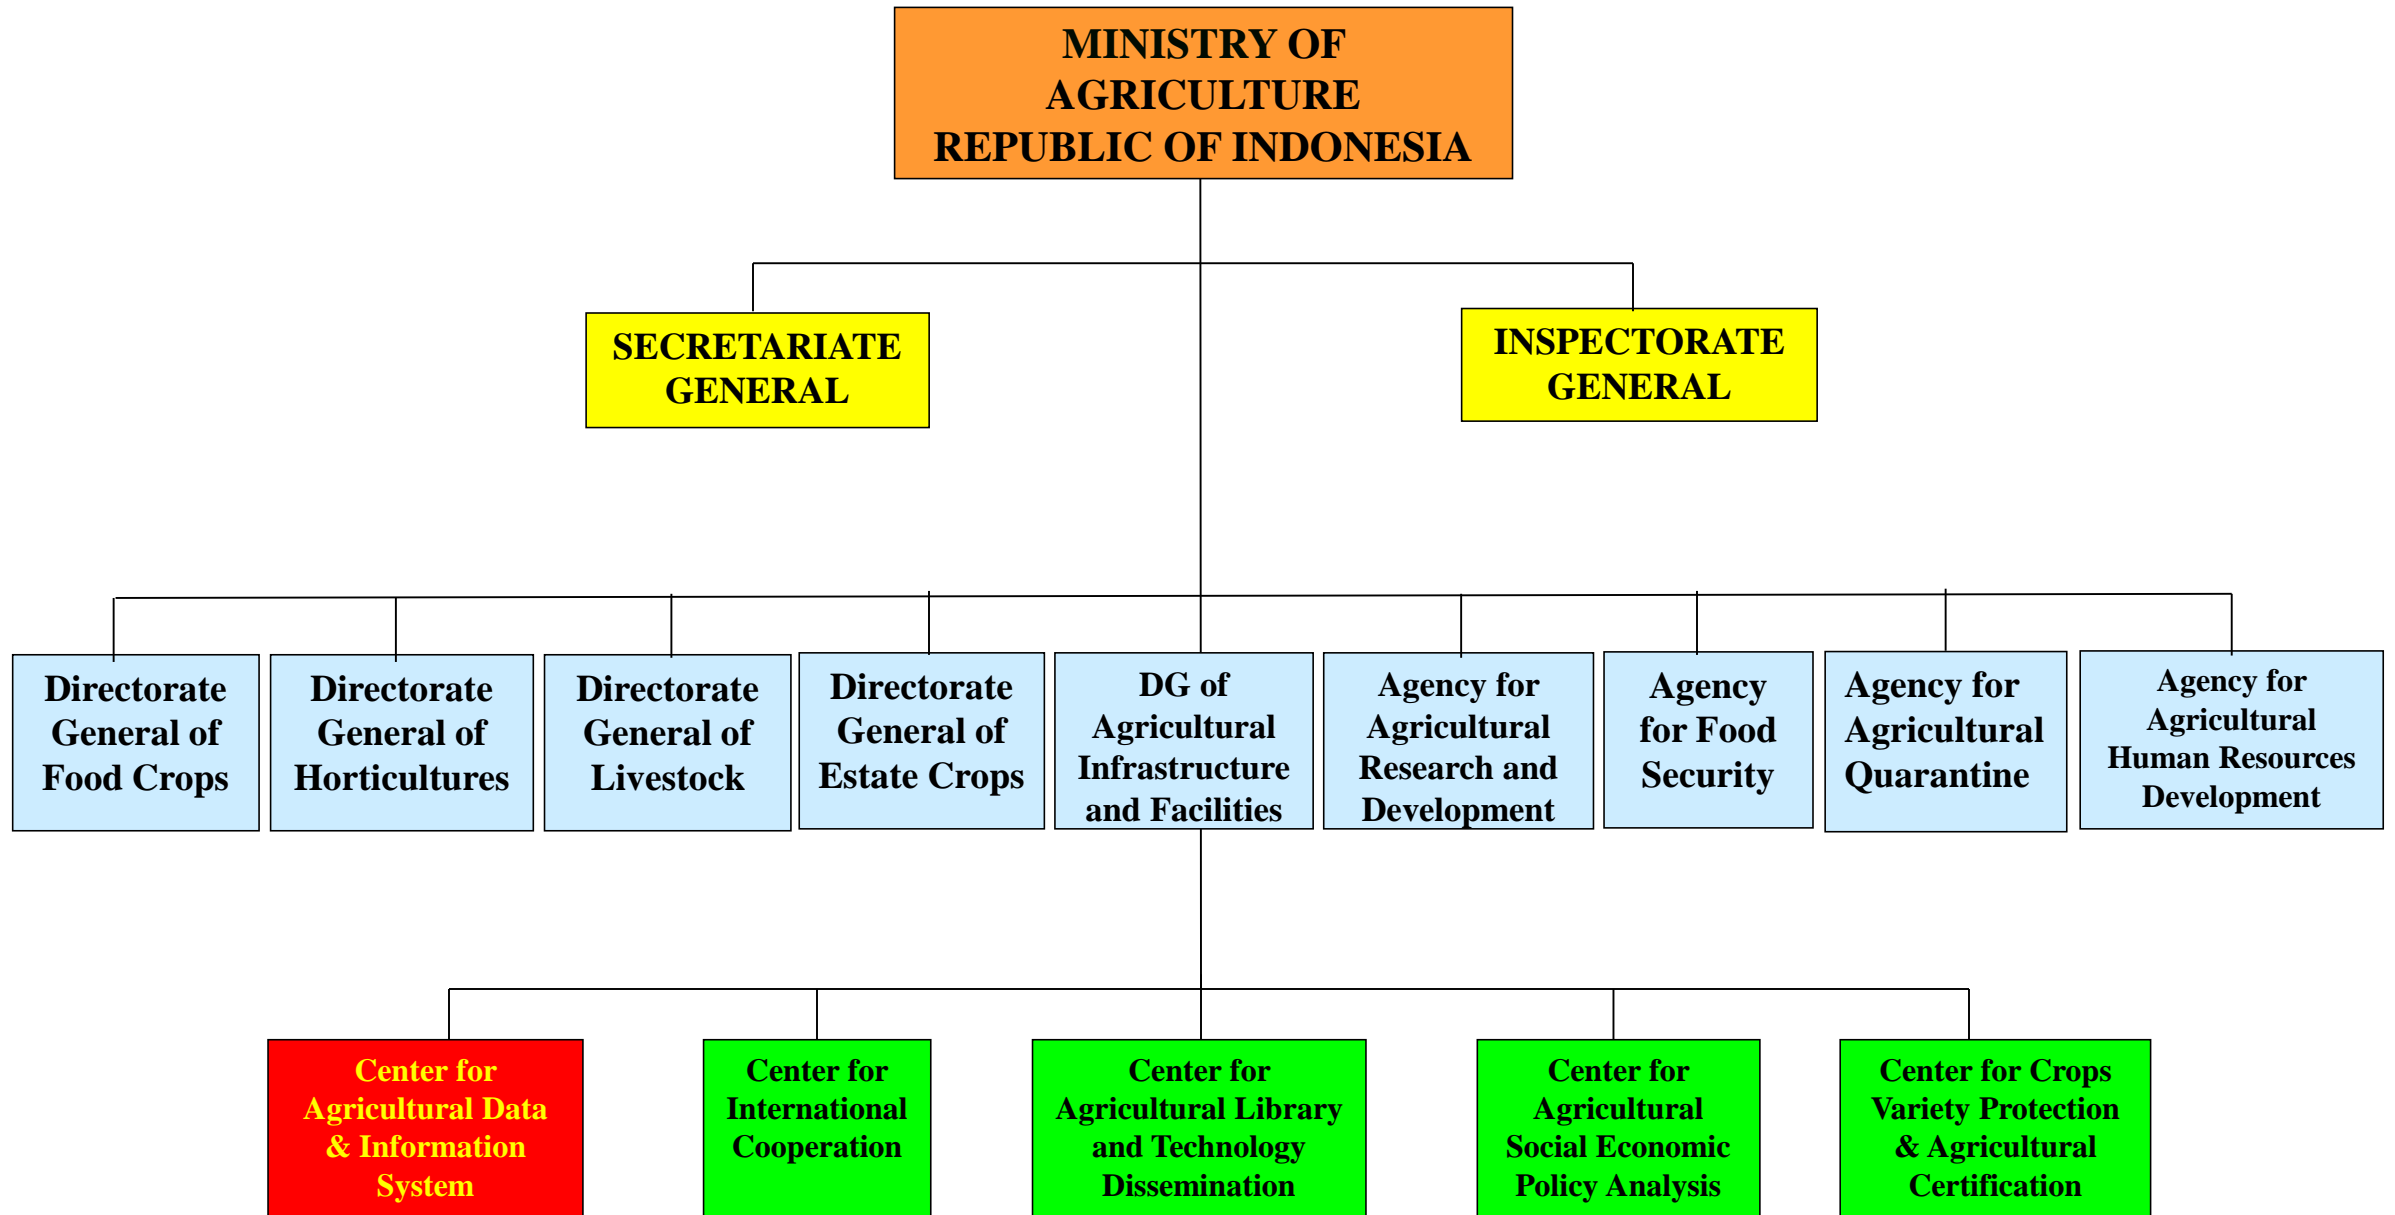 MINISTRY OF
AGRICULTURE
REPUBLIC OF INDONESIA
SECRETARIATE
GENERAL
INSPECTORATE
GENERAL
Directorate
General of
Food Crops
Directorate
General of
Horticultures
Directorate
General of
Livestock
Directorate
General of
Estate Crops
DG of
Agricultural
Infrastructure
and Facilities
Agency for
Agricultural
Research and
Development
Agency
for Food
Security
Agency for
Agricultural
Quarantine
Agency for
Agricultural
Human Resources
Development
Center for
Agricultural Data
& Information
System
Center for
International
Cooperation
Center for
Agricultural Library
and Technology
Dissemination
Center for
Agricultural
Social Economic
Policy Analysis
Center for Crops
Variety Protection
& Agricultural
Certification